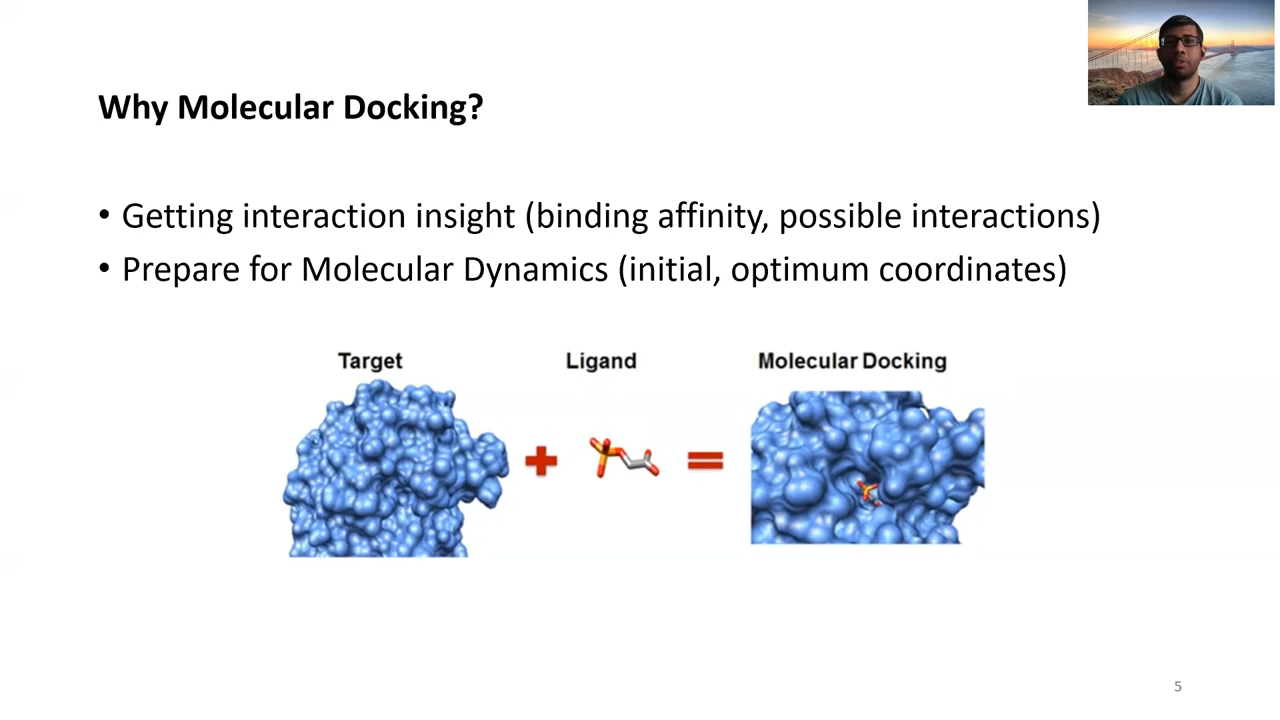 Why Molecular Docking?
• Getting interaction insight (binding affinity, possible interactions)
• Prepare for Molecular Dynamics (initial, optimum coordinates)
Target Ligand Molecular Docking
+ =
5